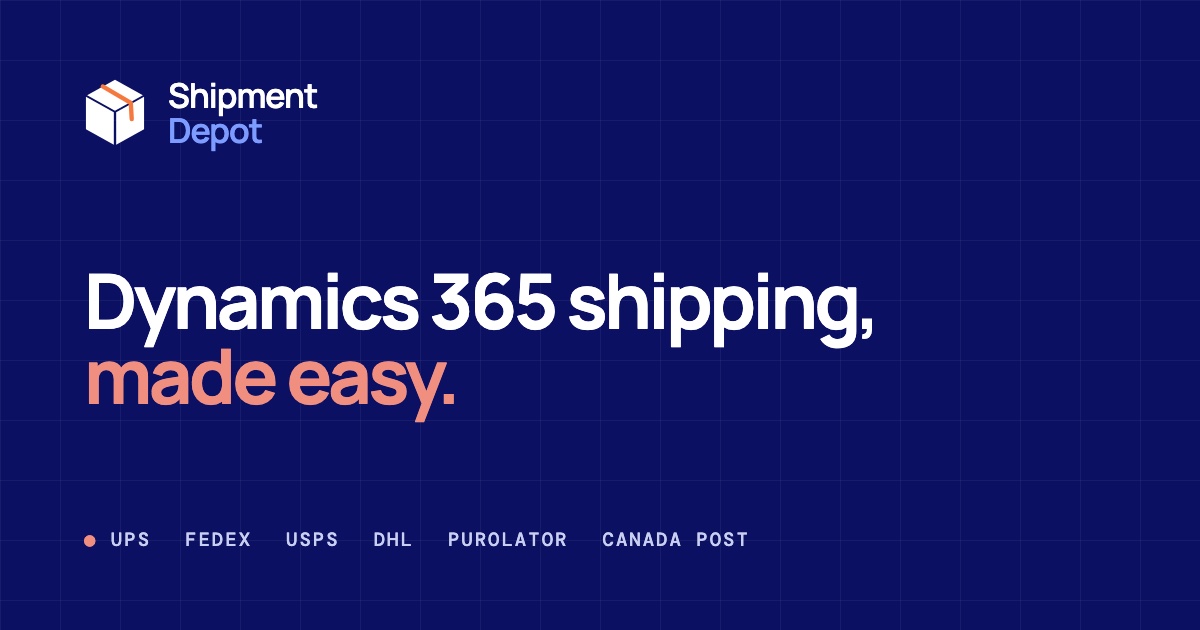 Shipment
Depot
Dynamics 365 shipping,
made easy.
UPS FEDEX USPS DHL PUROLATOR CANADA POST